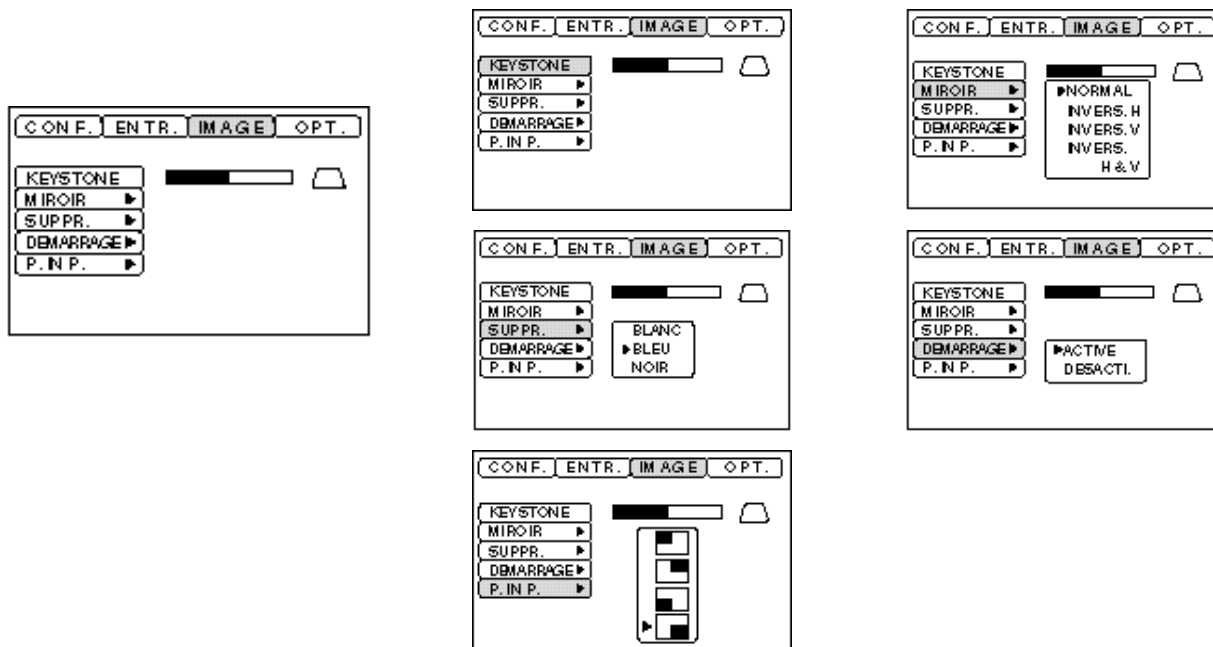 CONF. ENTR. IMAGE OPT.
KEYSTONE
MIROIR
SUPPR.
DEMARRAGE
P. IN P.
CONF. ENTR. IMAGE OPT.
KEYSTONE
MIROIR
SUPPR.
DEMARRAGE
P. IN P.
CONF. ENTR. IMAGE OPT.
KEYSTONE
MIROIR NORMAL
SUPPR. INVERS. H
DEMARRAGE INVERS. V
P. IN P. INVERS.
H & V
CONF. ENTR. IMAGE OPT.
KEYSTONE
MIROIR
SUPPR. BLANC
DEMARRAGE BLEU
P. IN P. NOIR
CONF. ENTR. IMAGE OPT.
KEYSTONE
MIROIR
SUPPR.
DEMARRAGE ACTIVE
P. IN P. DESACTI.
CONF. ENTR. IMAGE OPT.
KEYSTONE
MIROIR
SUPPR.
DEMARRAGE
P. IN P.